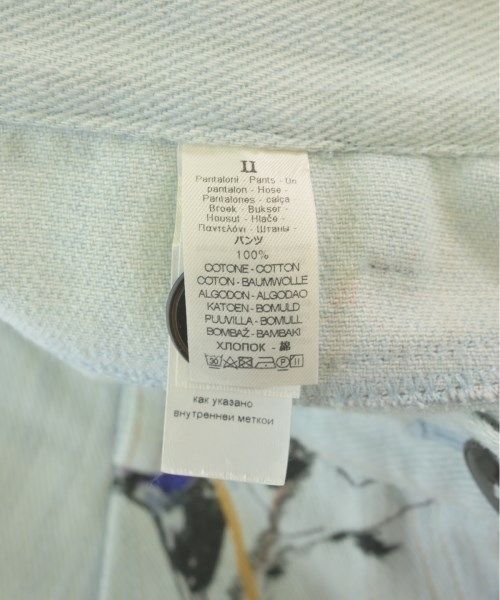 11
Pantaloni - Pants - Un
pantalon - Hose -
Pantalones - calça
Broek - Bukser -
Housut - Hlače -
Παντελόνι - Штаны -
パンツ
100%
COTONE - COTTON
COTON - BAUMWOLLE
ALGODON - ALGODAO
KATOEN - BOMULD
PUUVILLA - BOMULL
BOMBAŽ - BAMBAKI
ХЛОПОК - 綿
30 P
как указано
внутренней меткой